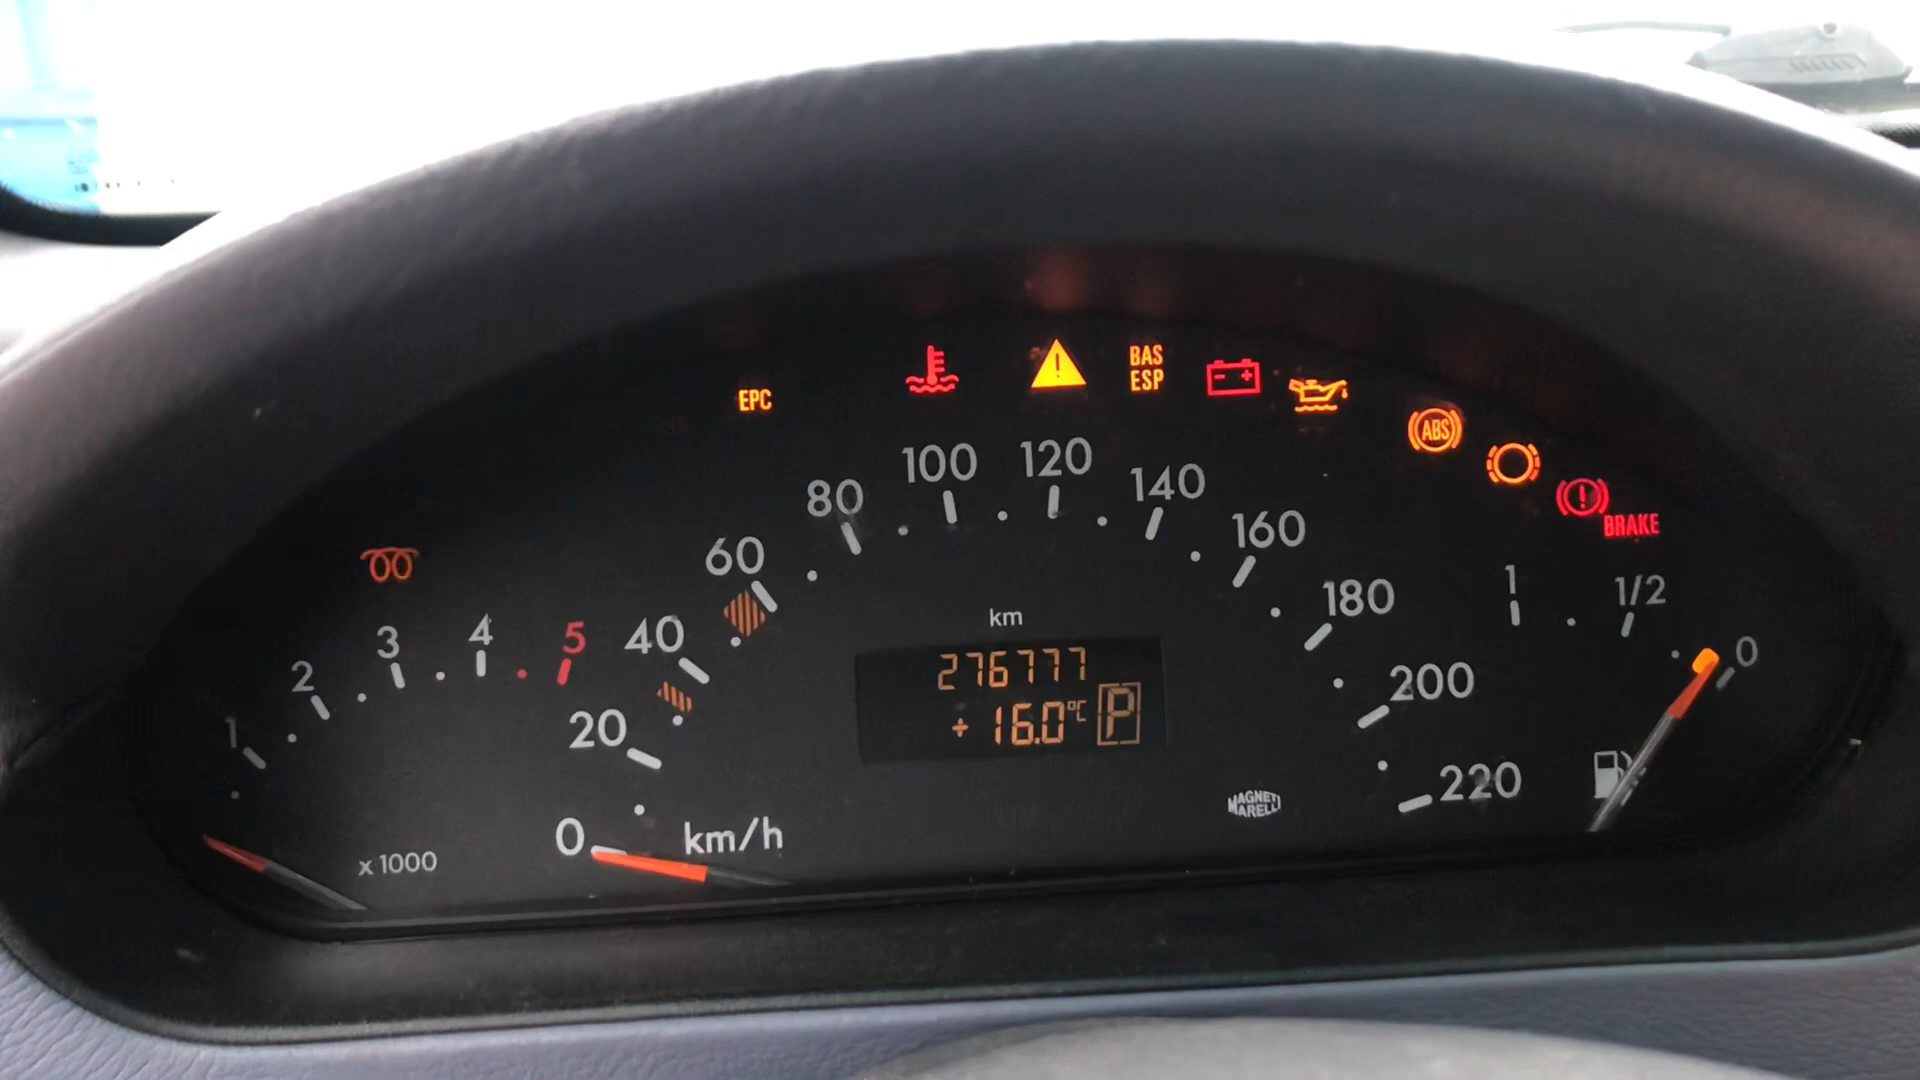 EPC
BAS
ESP
ABS
BRAKE
1 2 3 4 5
x 1000
0 20 40 60 80 100 120 140 160 180 200 220
km/h
km
276777
+ 16.0°C P
MAGNETI
MARELLI
1 1/2 0